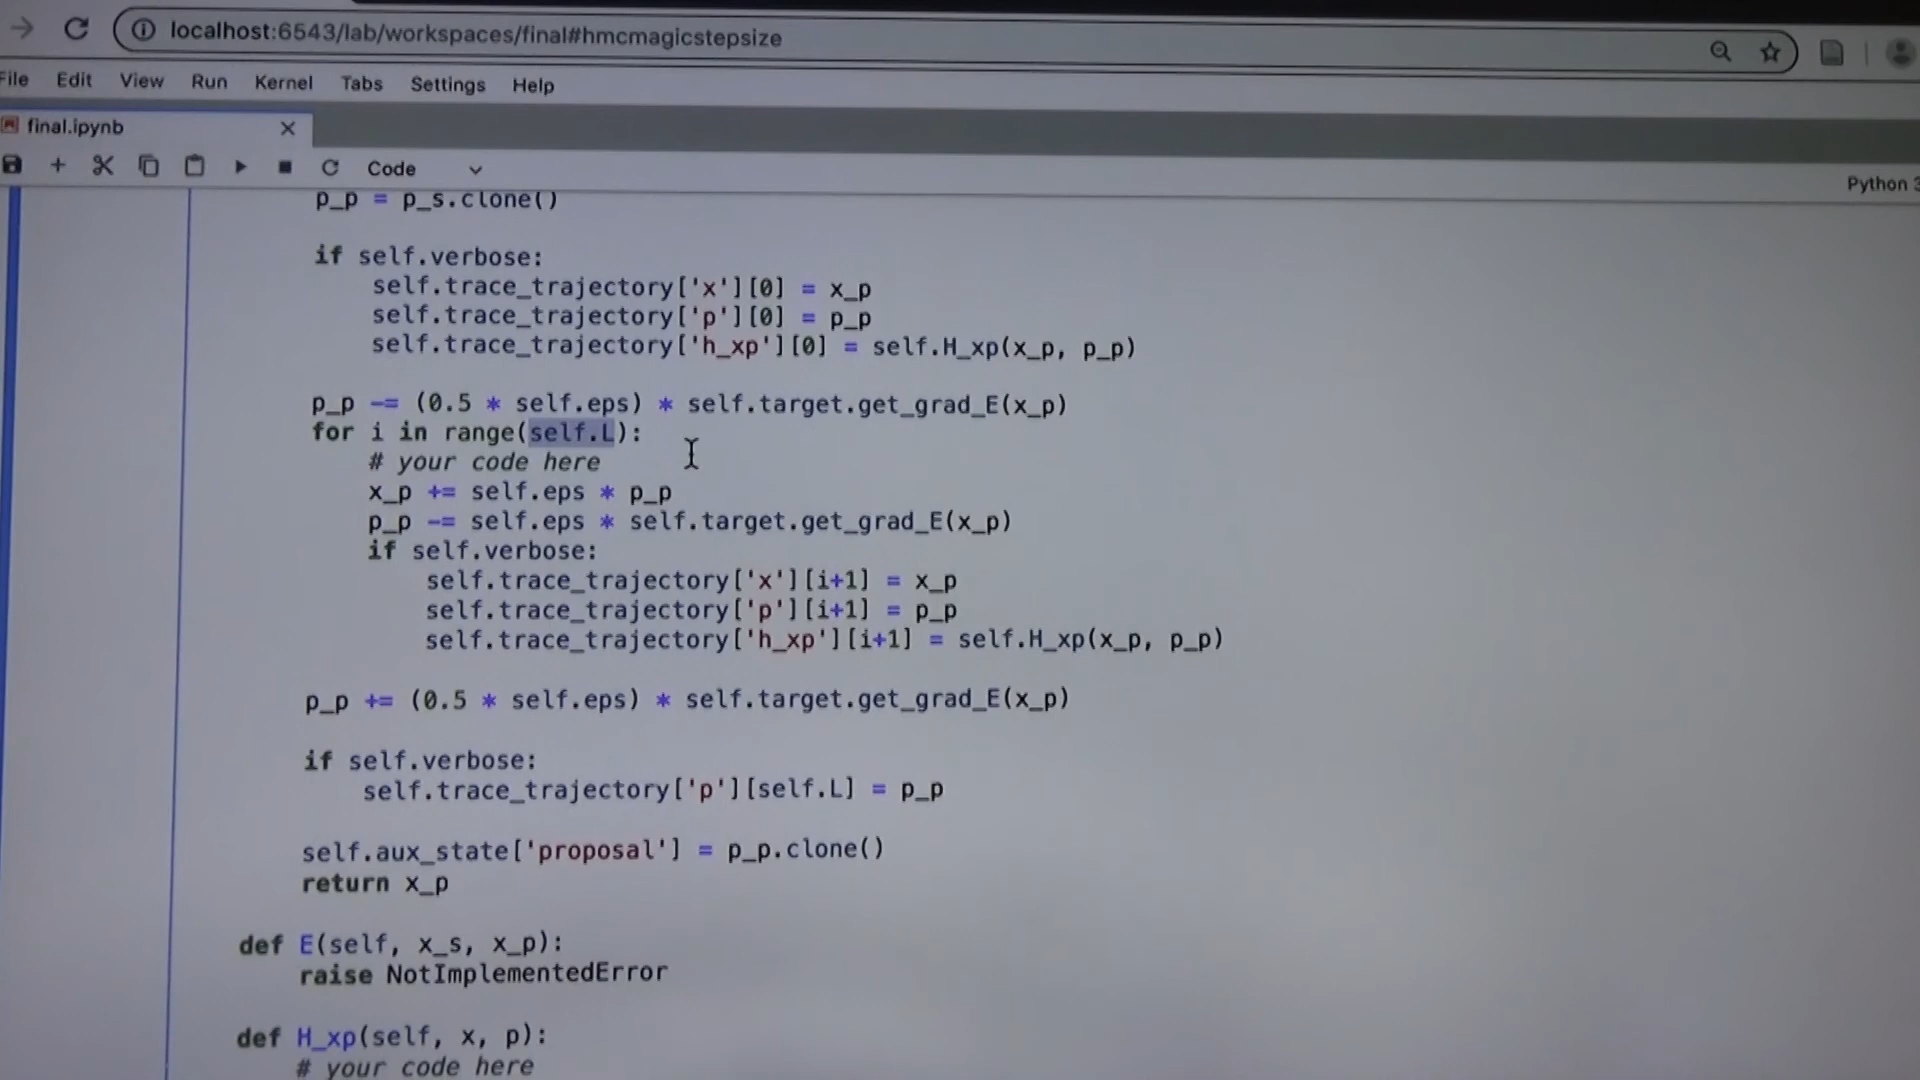 localhost:6543/lab/workspaces/final#hmcmagicstepsize
File Edit View Run Kernel Tabs Settings Help
final.ipynb
Code
Python 3
p_p = p_s.clone()
if self.verbose:
self.trace_trajectory['x'][0] = x_p
self.trace_trajectory['p'][0] = p_p
self.trace_trajectory['h_xp'][0] = self.H_xp(x_p, p_p)
p_p -= (0.5 * self.eps) * self.target.get_grad_E(x_p)
for i in range(self.L):
# your code here
x_p += self.eps * p_p
p_p -= self.eps * self.target.get_grad_E(x_p)
if self.verbose:
self.trace_trajectory['x'][i+1] = x_p
self.trace_trajectory['p'][i+1] = p_p
self.trace_trajectory['h_xp'][i+1] = self.H_xp(x_p, p_p)
p_p += (0.5 * self.eps) * self.target.get_grad_E(x_p)
if self.verbose:
self.trace_trajectory['p'][self.L] = p_p
self.aux_state['proposal'] = p_p.clone()
return x_p
def E(self, x_s, x_p):
raise NotImplementedError
def H_xp(self, x, p):
# your code here